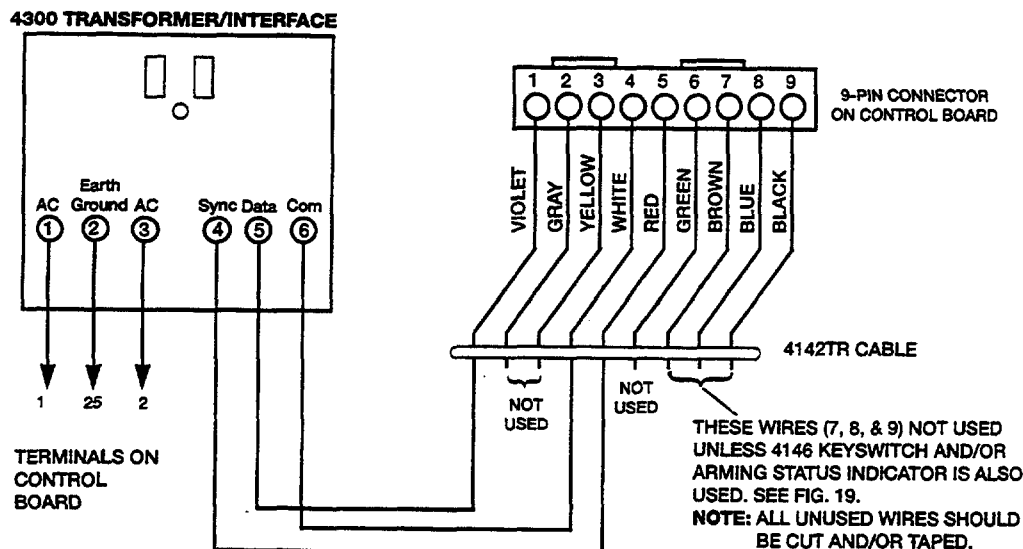 4300 TRANSFORMER/INTERFACE
1 2 3 4 5 6 7 8 9
9-PIN CONNECTOR
ON CONTROL BOARD
VIOLET
GRAY
YELLOW
WHITE
RED
GREEN
BROWN
BLUE
BLACK
Earth
AC Ground AC Sync Data Com
1 2 3 4 5 6
4142TR CABLE
1 25 2
NOT
USED
NOT
USED
TERMINALS ON
CONTROL
BOARD
THESE WIRES (7, 8, & 9) NOT USED
UNLESS 4146 KEYSWITCH AND/OR
ARMING STATUS INDICATOR IS ALSO
USED. SEE FIG. 19.
NOTE: ALL UNUSED WIRES SHOULD
BE CUT AND/OR TAPED.